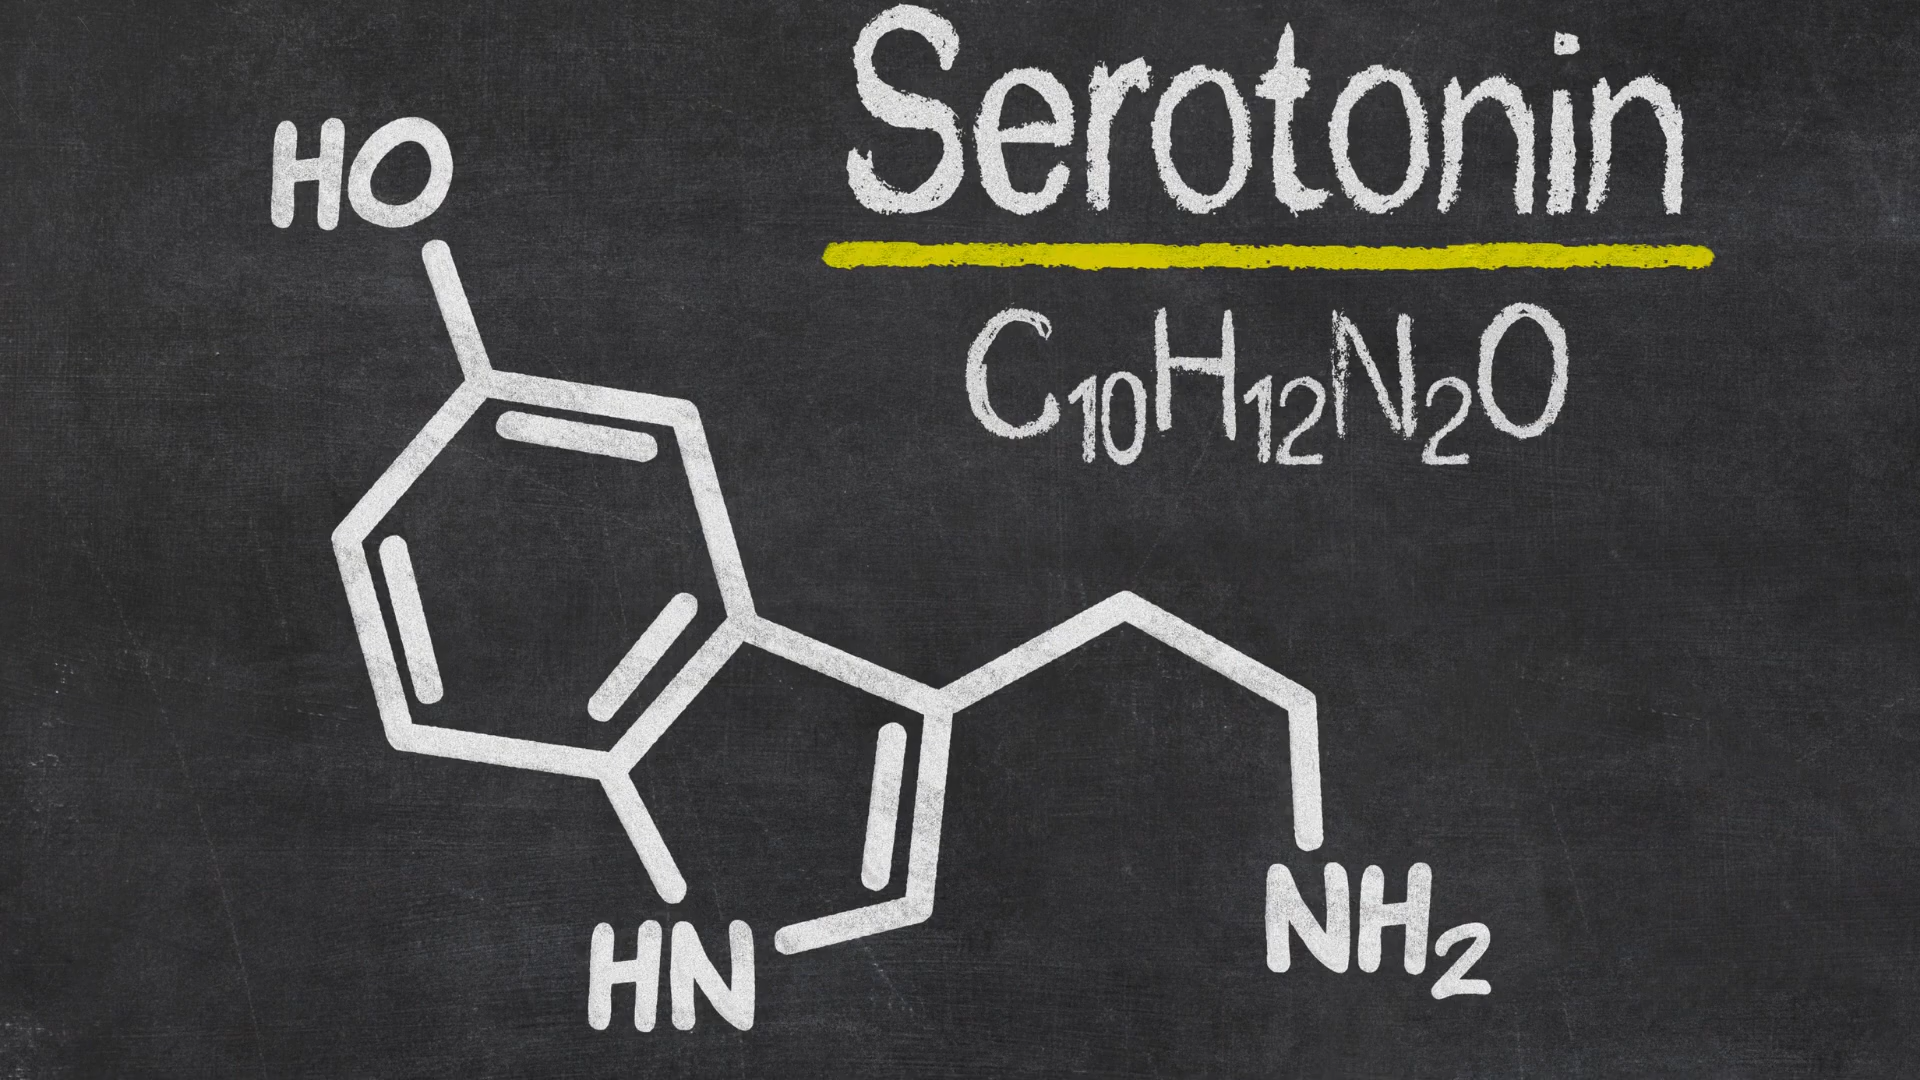 Serotonin
C₁₀H₁₂N₂O
HO
HN
NH₂